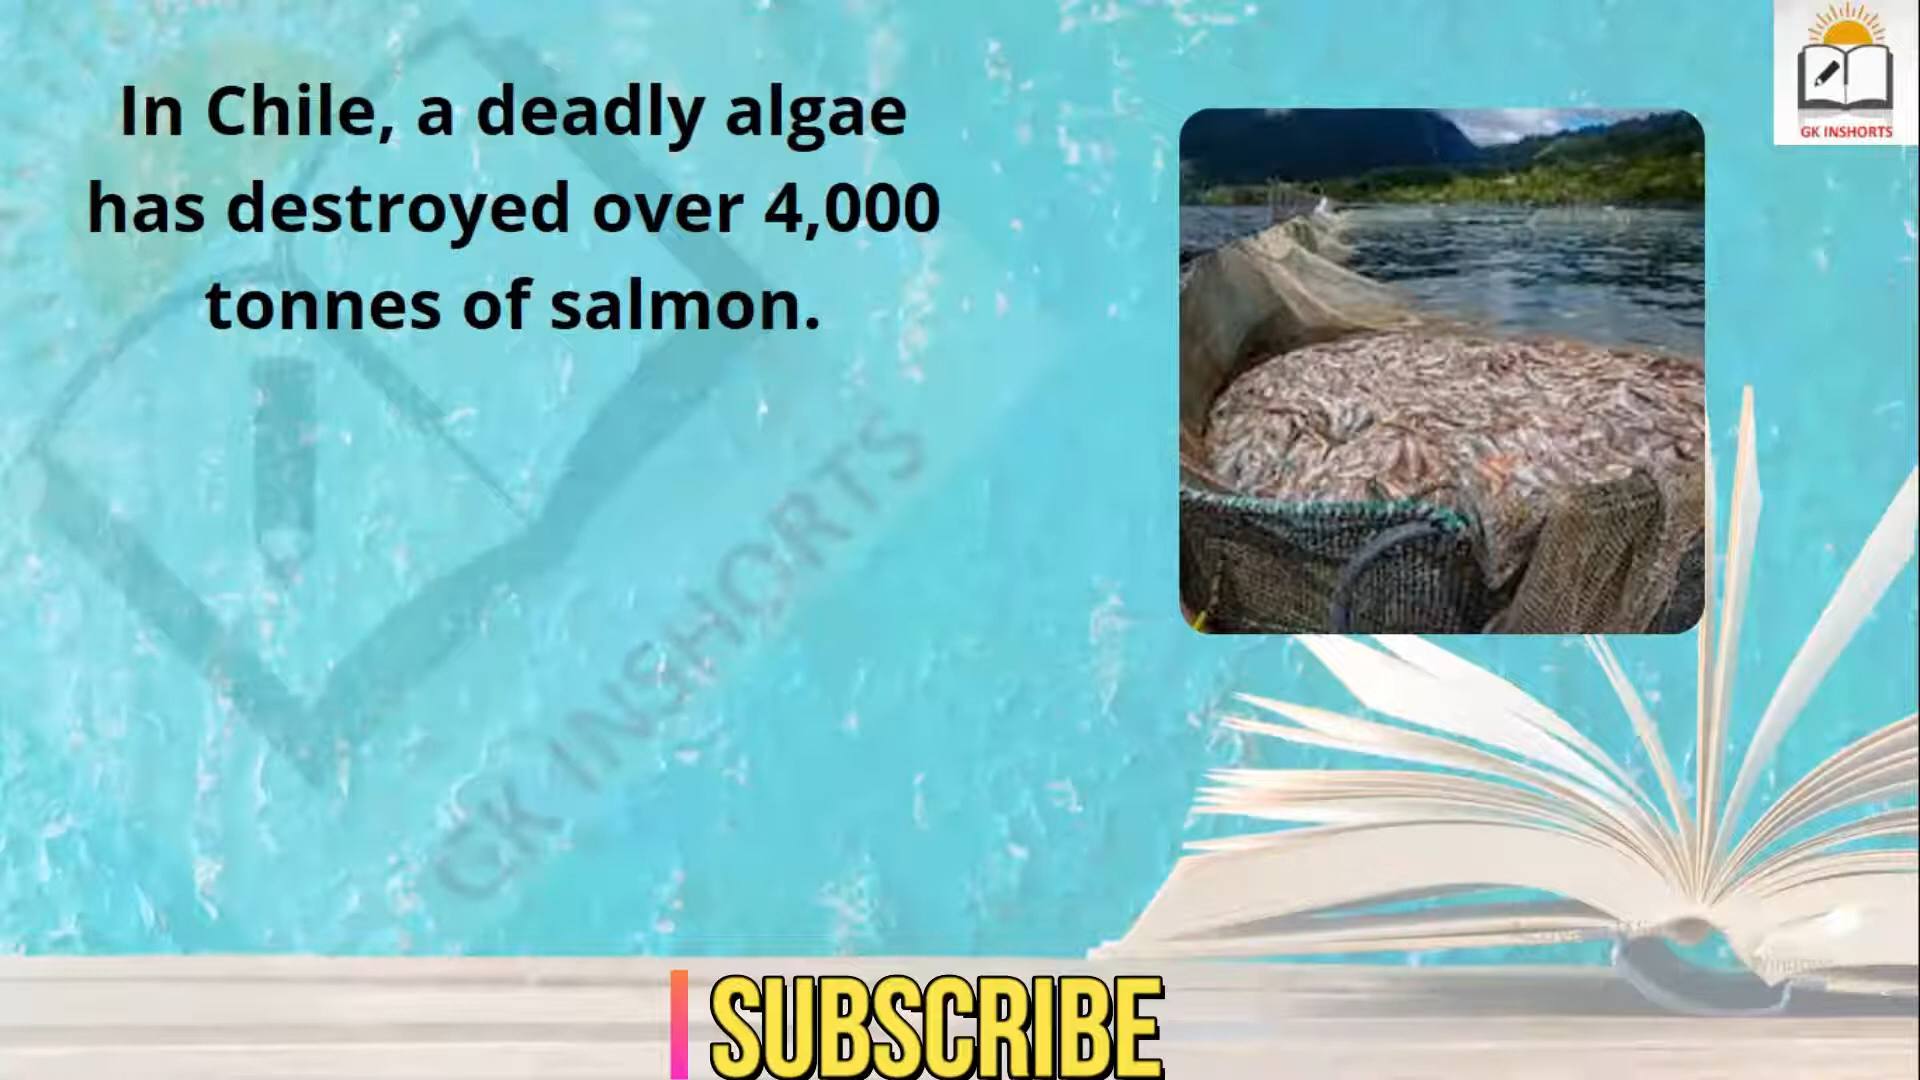 In Chile, a deadly algae
has destroyed over 4,000
tonnes of salmon.
GK INSHORTS
GK INSHORTS
SUBSCRIBE